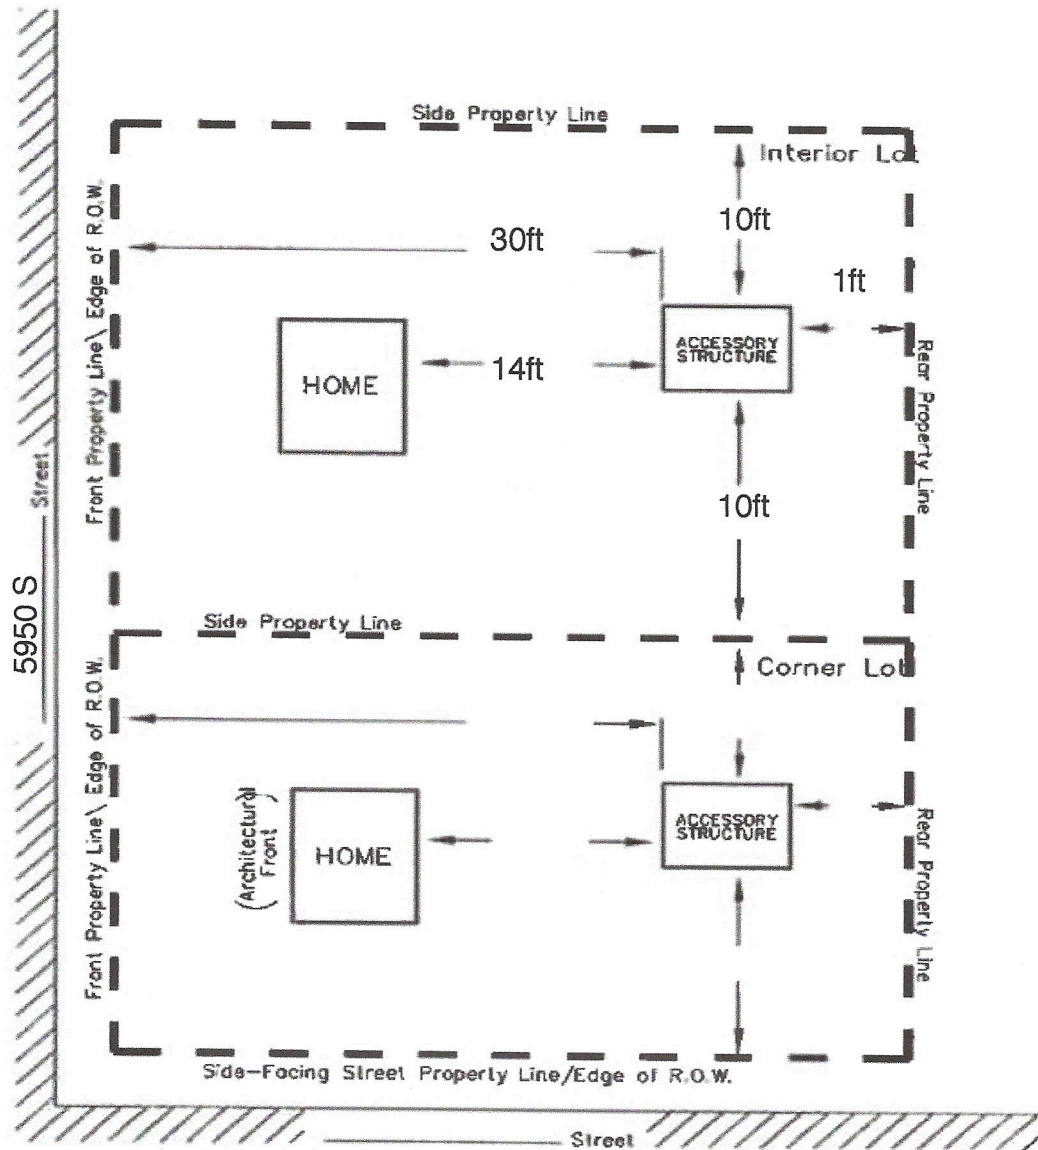 Side Property Line
Interior Lot
10ft
30ft
1ft
Front Property Line\ Edge of R.O.W.
HOME
14ft
ACCESSORY
STRUCTURE
Rear Property Line
10ft
Street
5950 S
Side Property Line
Corner Lot
Front Property Line\ Edge of R.O.W.
(Architectural
Front)
HOME
ACCESSORY
STRUCTURE
Rear Property Line
Side-Facing Street Property Line/Edge of R.O.W.
Street